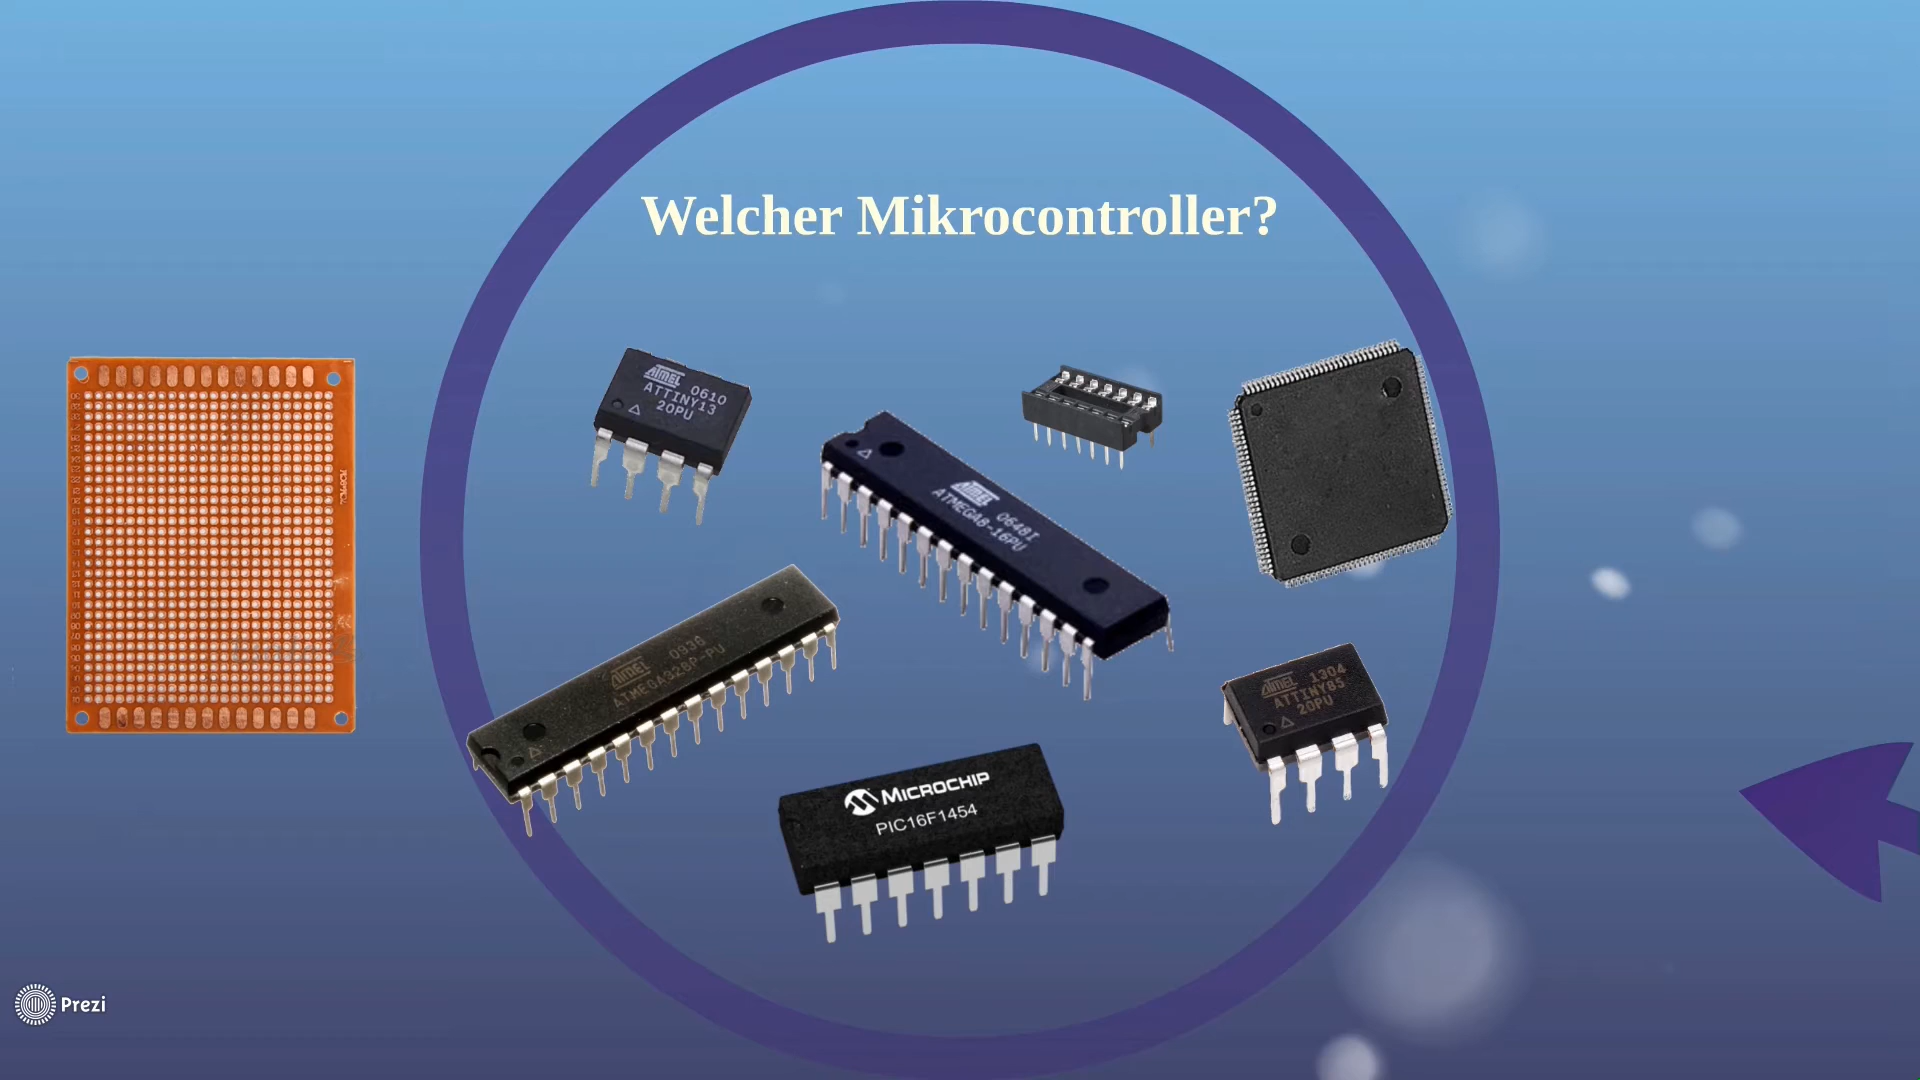 Welcher Mikrocontroller?
ATMEL 0610
ATTINY13
20PU
ATMEL 0648I
ATMEGA8-16PU
ATMEL 0936
ATMEGA328P-PU
ATMEL 1304
ATTINY85
20PU
MICROCHIP
PIC16F1454
Prezi